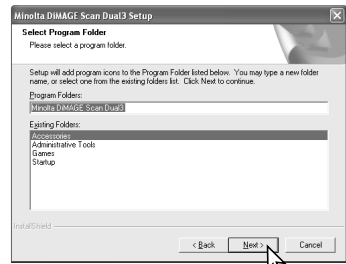 Minolta DiMAGE Scan Dual3 Setup
Select Program Folder
Please select a program folder.
Setup will add program icons to the Program Folder listed below. You may type a new folder
name, or select one from the existing folders list. Click Next to continue.
Program Folders:
Minolta DiMAGE Scan Dual3
Existing Folders:
Accessories
Administrative Tools
Games
Startup
InstallShield
< Back Next > Cancel